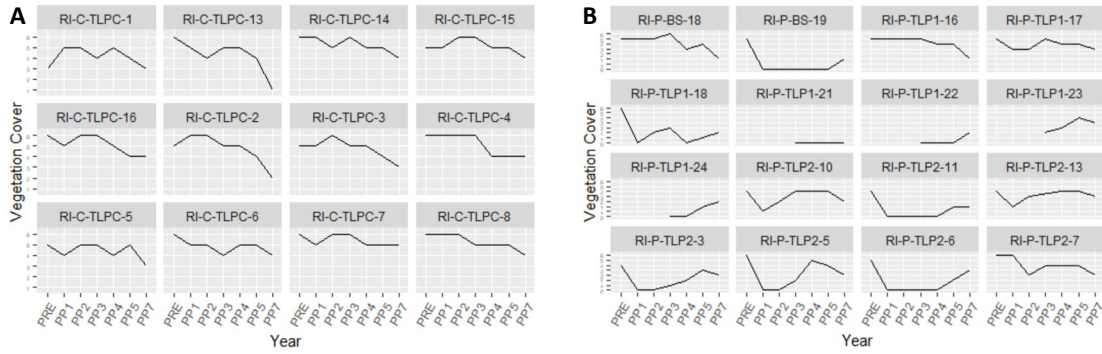 A
RI-C-TLPC-1 RI-C-TLPC-13 RI-C-TLPC-14 RI-C-TLPC-15
RI-C-TLPC-16 RI-C-TLPC-2 RI-C-TLPC-3 RI-C-TLPC-4
RI-C-TLPC-5 RI-C-TLPC-6 RI-C-TLPC-7 RI-C-TLPC-8
Vegetation Cover
PRE PP1 PP2 PP3 PP4 PP5 PP7 PRE PP1 PP2 PP3 PP4 PP5 PP7 PRE PP1 PP2 PP3 PP4 PP5 PP7 PRE PP1 PP2 PP3 PP4 PP5 PP7
Year
B
RI-P-BS-18 RI-P-BS-19 RI-P-TLP1-16 RI-P-TLP1-17
RI-P-TLP1-18 RI-P-TLP1-21 RI-P-TLP1-22 RI-P-TLP1-23
RI-P-TLP1-24 RI-P-TLP2-10 RI-P-TLP2-11 RI-P-TLP2-13
RI-P-TLP2-3 RI-P-TLP2-5 RI-P-TLP2-6 RI-P-TLP2-7
Vegetation Cover
PRE PP1 PP2 PP3 PP4 PP5 PP7 PRE PP1 PP2 PP3 PP4 PP5 PP7 PRE PP1 PP2 PP3 PP4 PP5 PP7 PRE PP1 PP2 PP3 PP4 PP5 PP7
Year